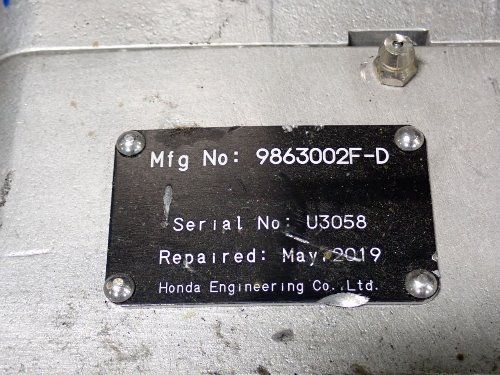 Mfg No: 9863002F-D
Serial No: U3058
Repaired: May.2019
Honda Engineering Co.,Ltd.